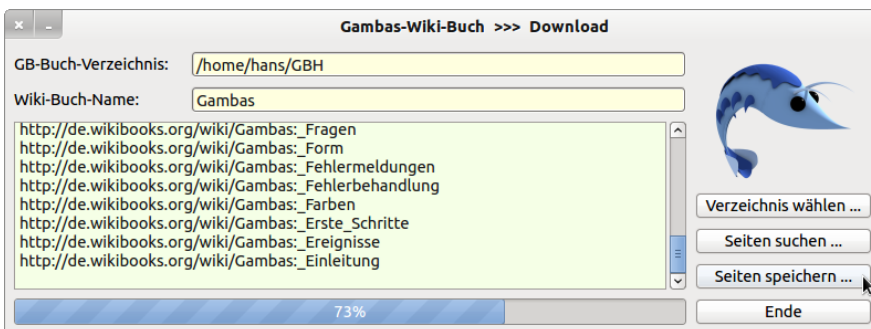 Gambas-Wiki-Buch >>> Download
GB-Buch-Verzeichnis: /home/hans/GBH
Wiki-Buch-Name: Gambas
http://de.wikibooks.org/wiki/Gambas:_Fragen
http://de.wikibooks.org/wiki/Gambas:_Form
http://de.wikibooks.org/wiki/Gambas:_Fehlermeldungen
http://de.wikibooks.org/wiki/Gambas:_Fehlerbehandlung
http://de.wikibooks.org/wiki/Gambas:_Farben
http://de.wikibooks.org/wiki/Gambas:_Erste_Schritte
http://de.wikibooks.org/wiki/Gambas:_Ereignisse
http://de.wikibooks.org/wiki/Gambas:_Einleitung
Verzeichnis wählen ...
Seiten suchen ...
Seiten speichern ...
73%
Ende